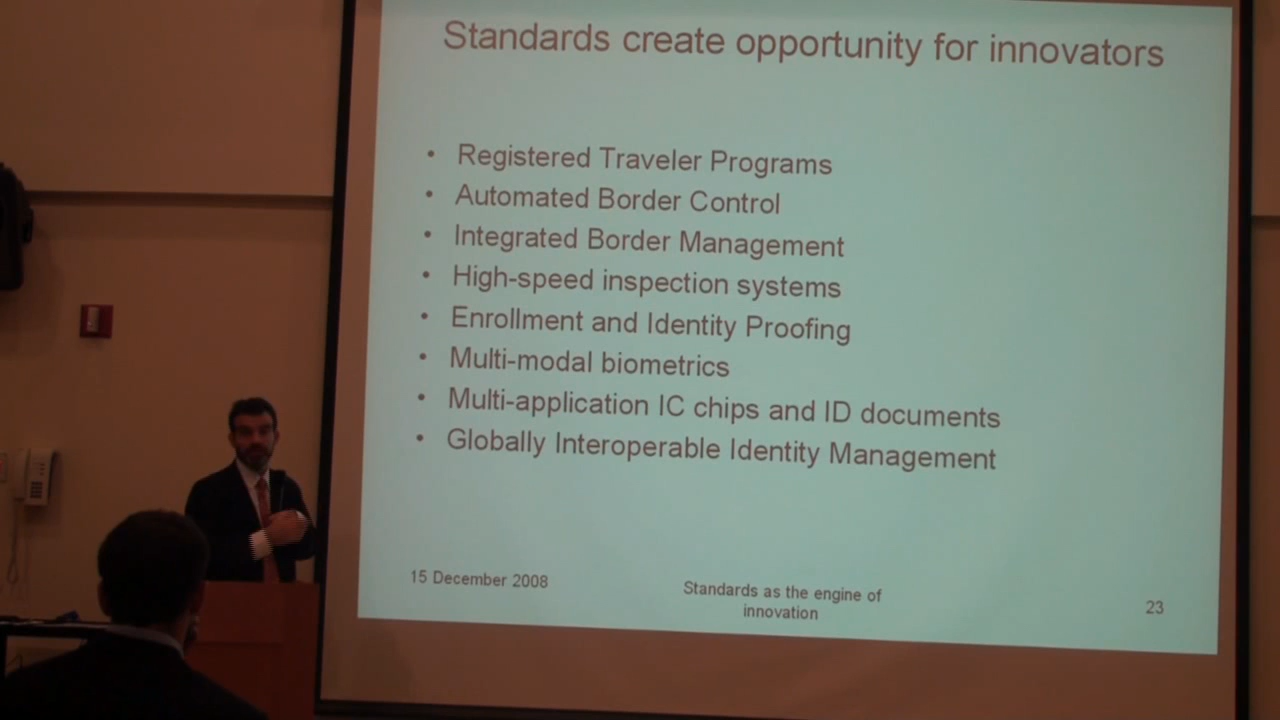 Standards create opportunity for innovators
• Registered Traveler Programs
• Automated Border Control
• Integrated Border Management
• High-speed inspection systems
• Enrollment and Identity Proofing
• Multi-modal biometrics
• Multi-application IC chips and ID documents
• Globally Interoperable Identity Management
15 December 2008
Standards as the engine of
innovation
23